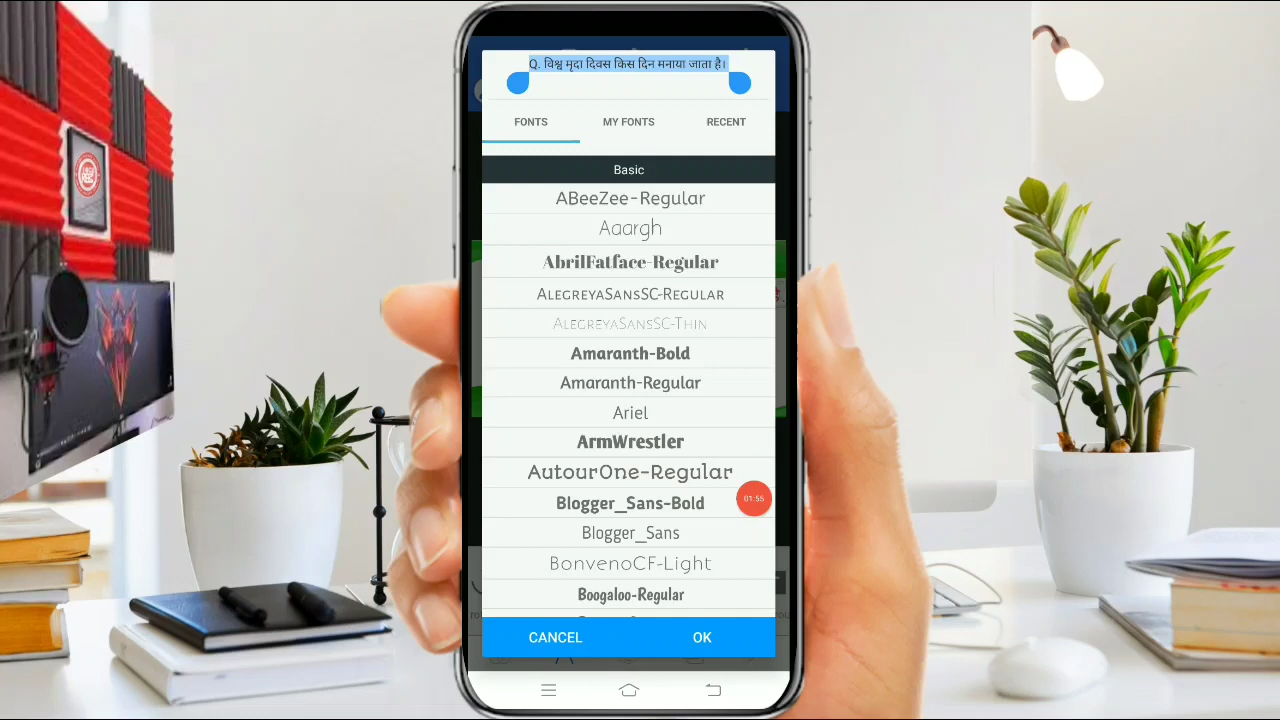 Q. विश्व मृदा दिवस किस दिन मनाया जाता है।
FONTS
MY FONTS
RECENT
Basic
ABeeZee-Regular
Aaargh
AbrilFatface-Regular
AlegreyaSansSC-Regular
AlegreyaSansSC-Thin
Amaranth-Bold
Amaranth-Regular
Ariel
ArmWrestler
AutourOne-Regular
Blogger_Sans-Bold
01:55
Blogger_Sans
BonvenoCF-Light
Boogaloo-Regular
CANCEL
OK